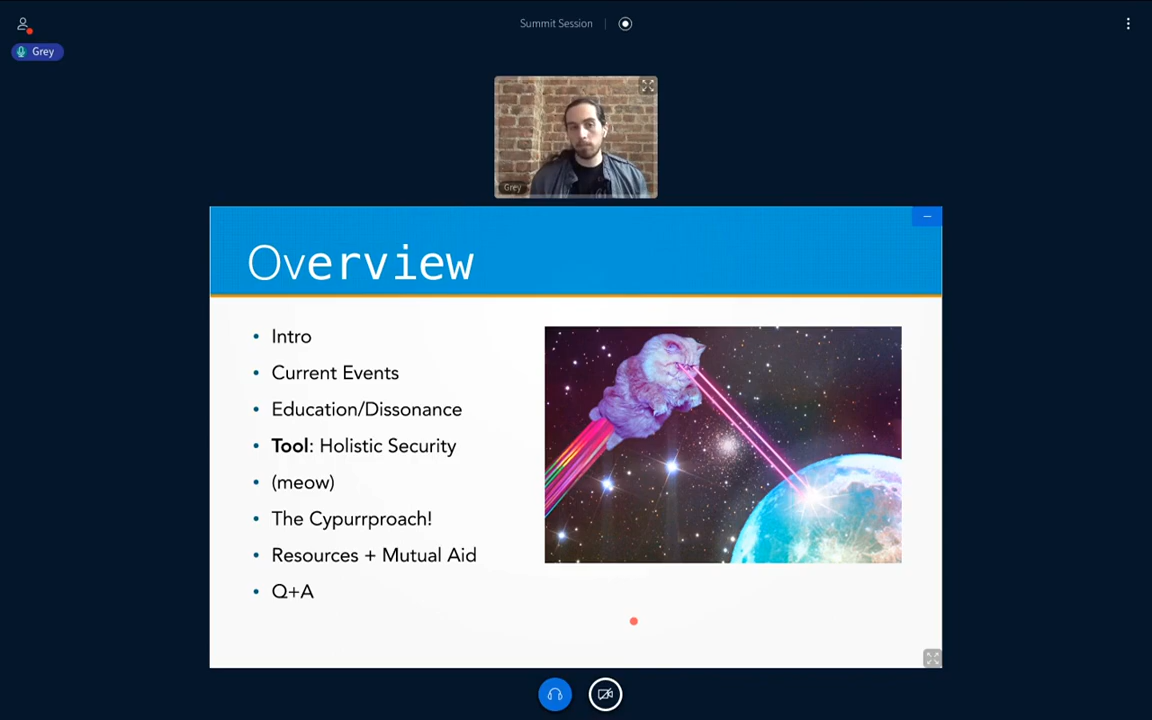 Summit Session
Grey
Grey
Overview
• Intro
• Current Events
• Education/Dissonance
• Tool: Holistic Security
• (meow)
• The Cypurrproach!
• Resources + Mutual Aid
• Q+A